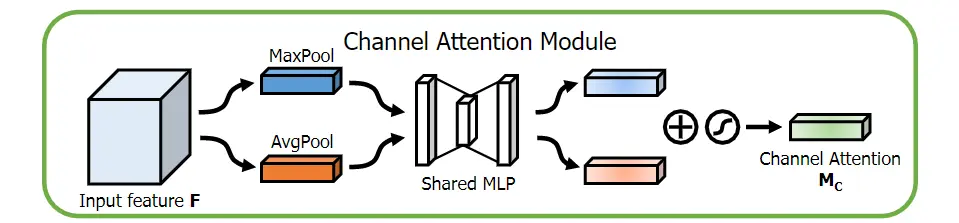 Channel Attention Module
MaxPool
AvgPool
Input feature F
Shared MLP
Channel Attention
Mc